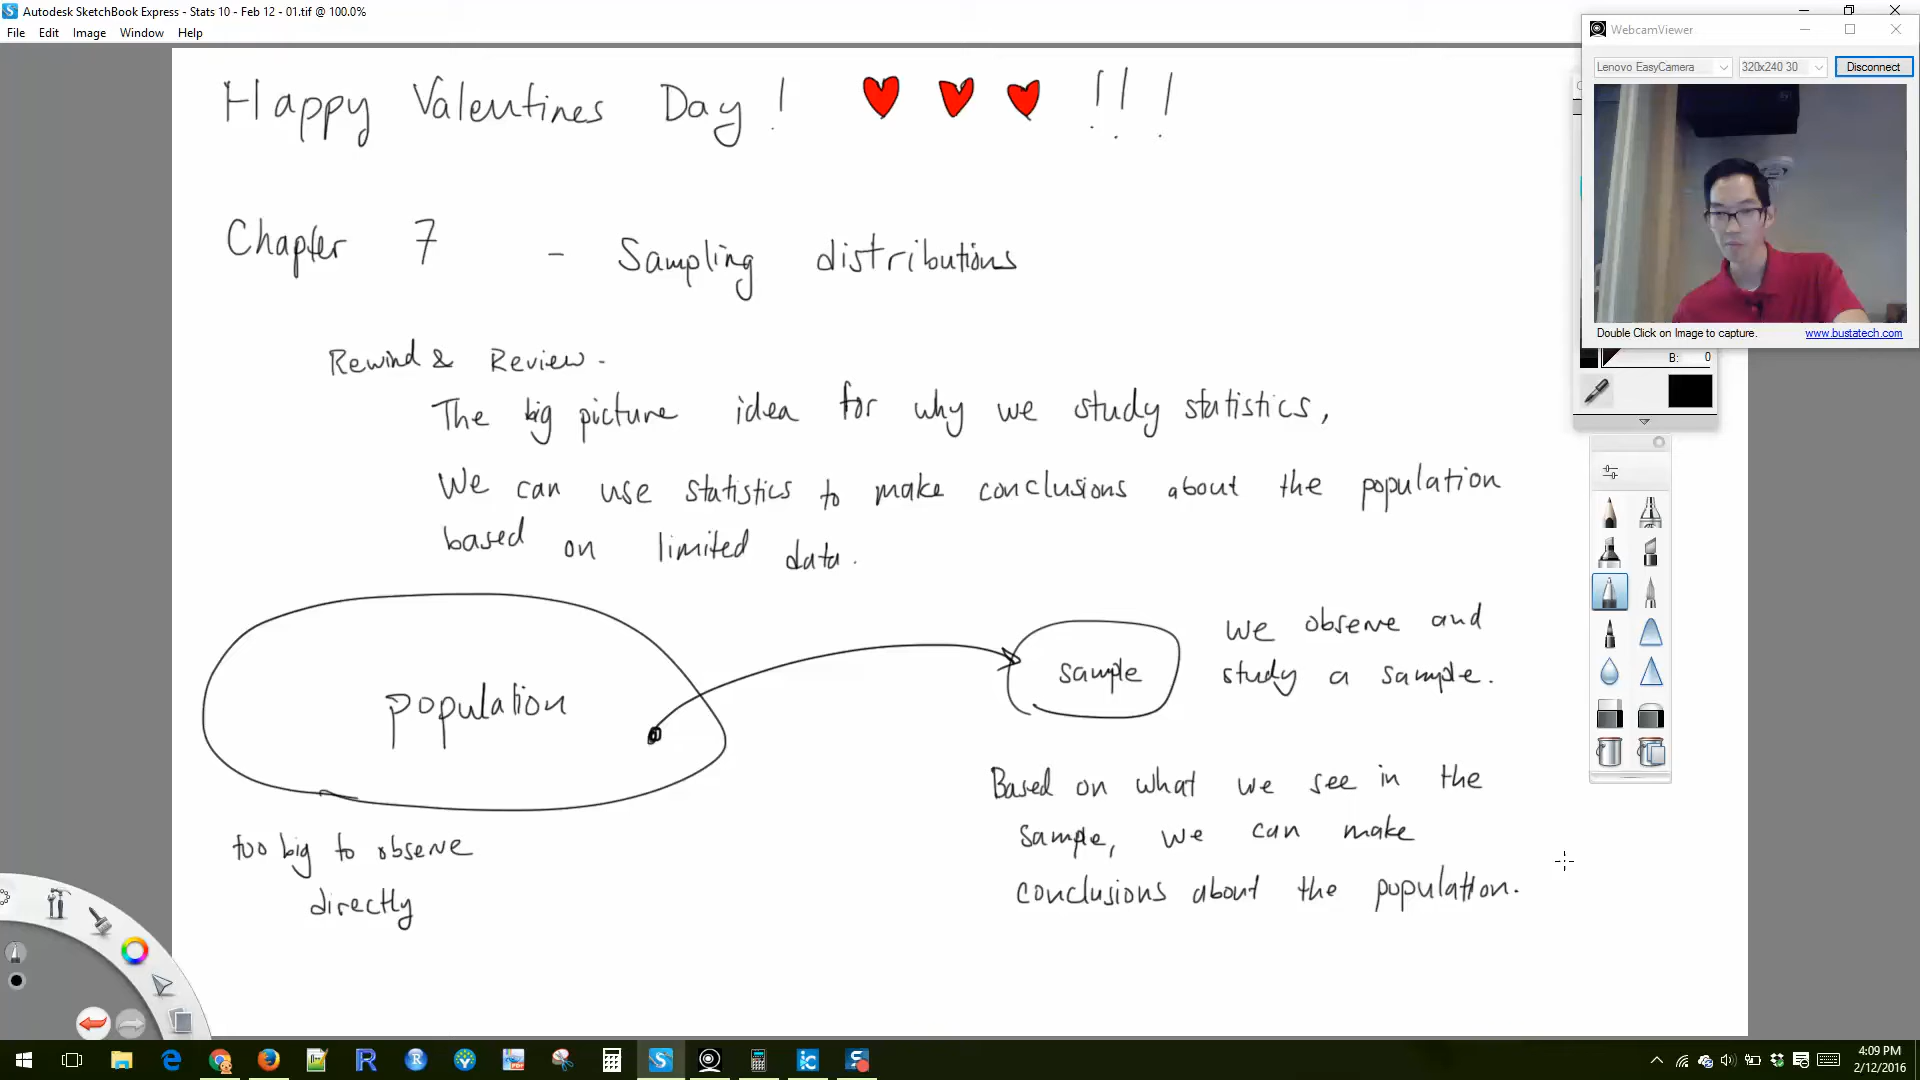 Autodesk SketchBook Express - Stats 10 - Feb 12 - 01.tif @ 100.0%
File Edit Image Window Help
WebcamViewer
Lenovo EasyCamera 320x240 30 Disconnect
Double Click on Image to capture. www.bustatech.com
B: 0
Happy Valentines Day! !!!
Chapter 7 - Sampling distributions
Rewind & Review.
The big picture idea for why we study statistics,
We can use statistics to make conclusions about the population
based on limited data.
population
sample
we observe and
study a sample.
too big to observe
directly
Based on what we see in the
sample, we can make
conclusions about the population.
4:09 PM
2/12/2016